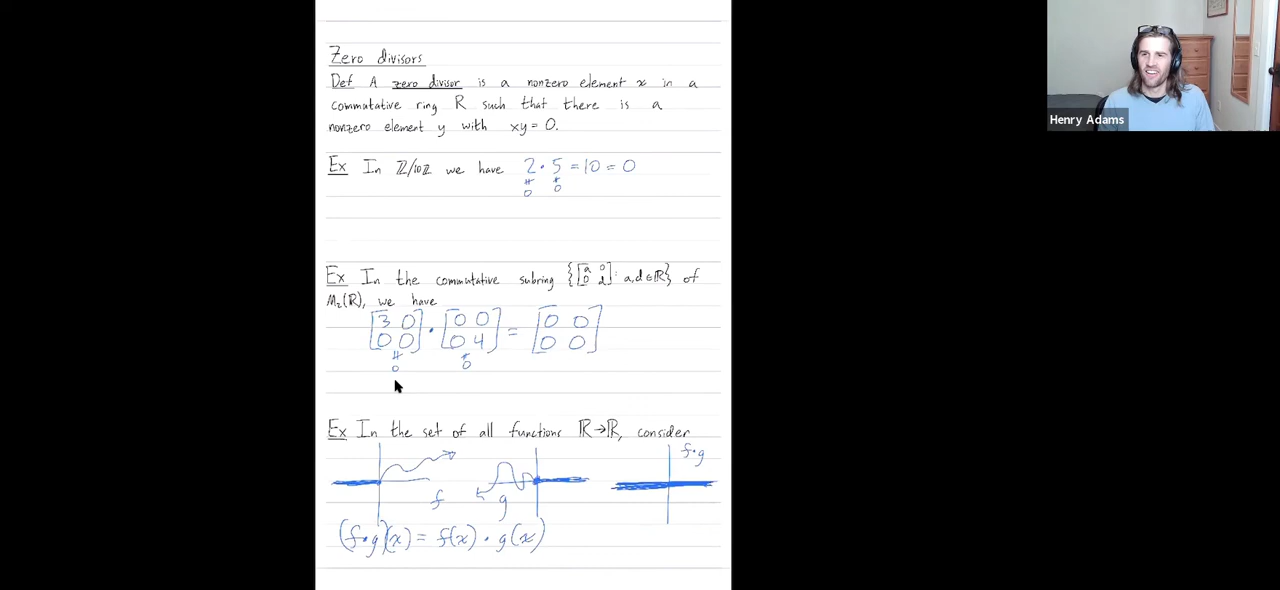 Zero divisors
Def A zero divisor is a nonzero element x in a
commutative ring R such that there is a
nonzero element y with xy = 0.
Ex In ℤ/10ℤ we have 2 · 5 = 10 = 0
≠ ≠
0 0
Ex In the commutative subring {[a 0
0 d] : a,d ∈ ℝ} of
M₂(ℝ), we have
[3 0 · [0 0 = [0 0
0 0] 0 4] 0 0]
≠ ≠
0 0
Ex In the set of all functions ℝ→ℝ, consider
f g f·g
(f·g)(x) = f(x) · g(x)
Henry Adams